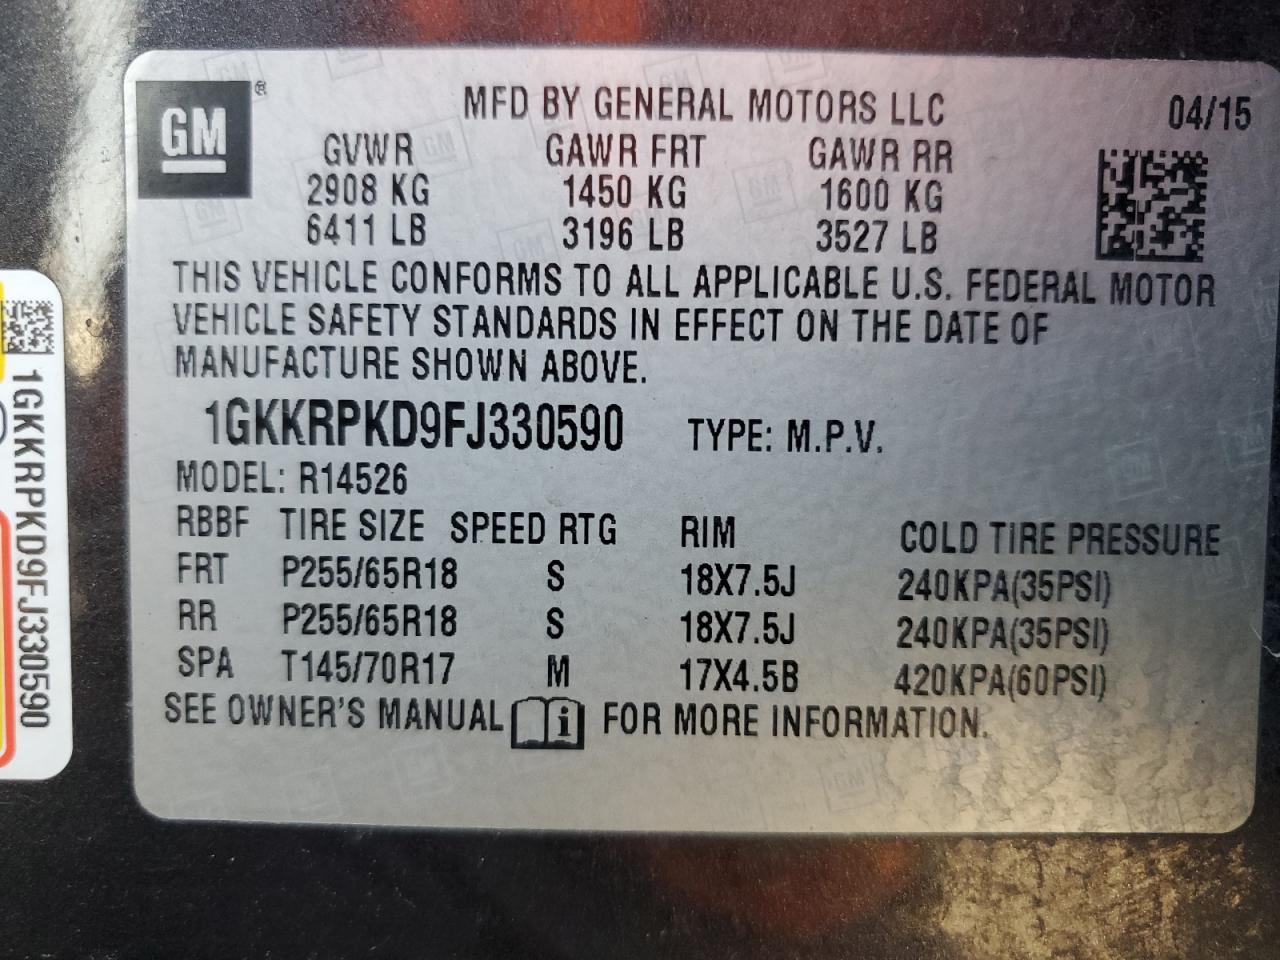 GM ®
MFD BY GENERAL MOTORS LLC 04/15
GVWR GAWR FRT GAWR RR
2908 KG 1450 KG 1600 KG
6411 LB 3196 LB 3527 LB
THIS VEHICLE CONFORMS TO ALL APPLICABLE U.S. FEDERAL MOTOR
VEHICLE SAFETY STANDARDS IN EFFECT ON THE DATE OF
MANUFACTURE SHOWN ABOVE.
1GKKRPKD9FJ330590 TYPE: M.P.V.
MODEL: R14526
RBBF TIRE SIZE SPEED RTG RIM COLD TIRE PRESSURE
FRT P255/65R18 S 18X7.5J 240KPA(35PSI)
RR P255/65R18 S 18X7.5J 240KPA(35PSI)
SPA T145/70R17 M 17X4.5B 420KPA(60PSI)
SEE OWNER'S MANUAL i FOR MORE INFORMATION.
1GKKRPKD9FJ330590